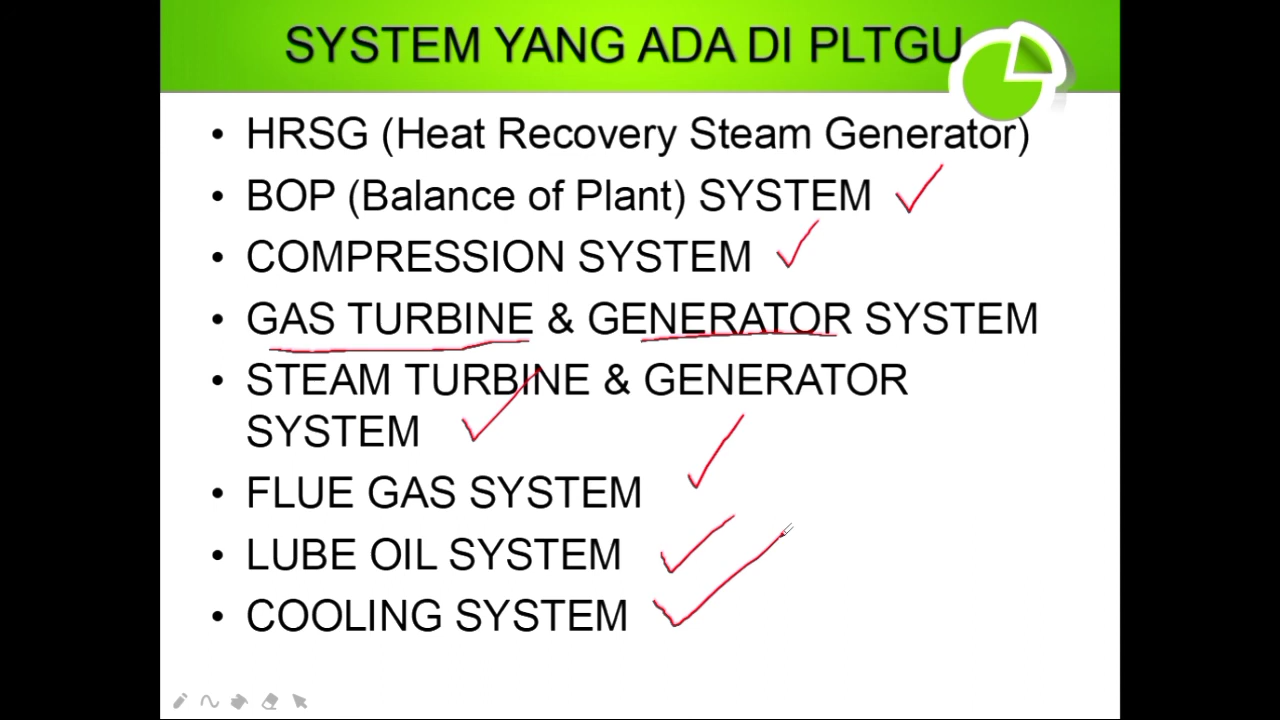 SYSTEM YANG ADA DI PLTGU
• HRSG (Heat Recovery Steam Generator)
• BOP (Balance of Plant) SYSTEM
• COMPRESSION SYSTEM
• GAS TURBINE & GENERATOR SYSTEM
• STEAM TURBINE & GENERATOR
SYSTEM
• FLUE GAS SYSTEM
• LUBE OIL SYSTEM
• COOLING SYSTEM